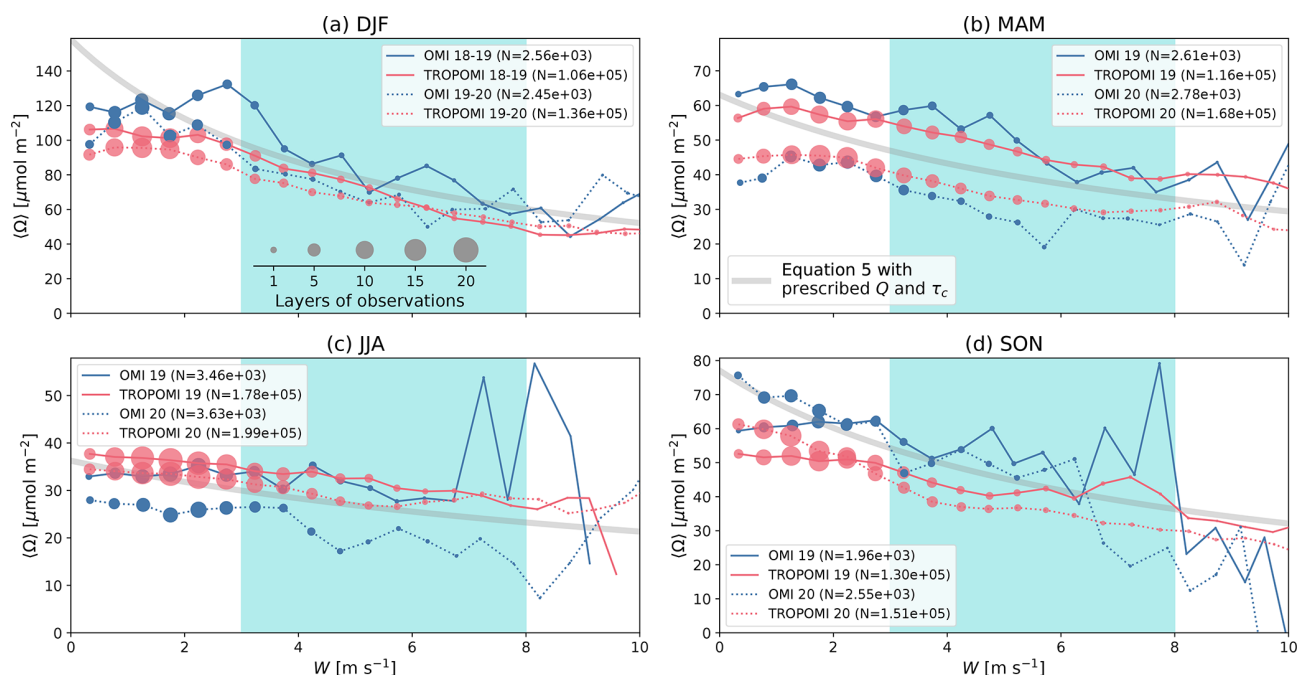 (a) DJF
⟨Ω⟩ [μmol m⁻²]
140
120
100
80
60
40
20
0
OMI 18-19 (N=2.56e+03)
TROPOMI 18-19 (N=1.06e+05)
OMI 19-20 (N=2.45e+03)
TROPOMI 19-20 (N=1.36e+05)
1 5 10 15 20
Layers of observations
(b) MAM
⟨Ω⟩ [μmol m⁻²]
70
60
50
40
30
20
10
0
OMI 19 (N=2.61e+03)
TROPOMI 19 (N=1.16e+05)
OMI 20 (N=2.78e+03)
TROPOMI 20 (N=1.68e+05)
Equation 5 with
prescribed Q and τc
(c) JJA
⟨Ω⟩ [μmol m⁻²]
50
40
30
20
10
0
OMI 19 (N=3.46e+03)
TROPOMI 19 (N=1.78e+05)
OMI 20 (N=3.63e+03)
TROPOMI 20 (N=1.99e+05)
0 2 4 6 8 10
W [m s⁻¹]
(d) SON
⟨Ω⟩ [μmol m⁻²]
80
70
60
50
40
30
20
10
0
OMI 19 (N=1.96e+03)
TROPOMI 19 (N=1.30e+05)
OMI 20 (N=2.55e+03)
TROPOMI 20 (N=1.51e+05)
0 2 4 6 8 10
W [m s⁻¹]